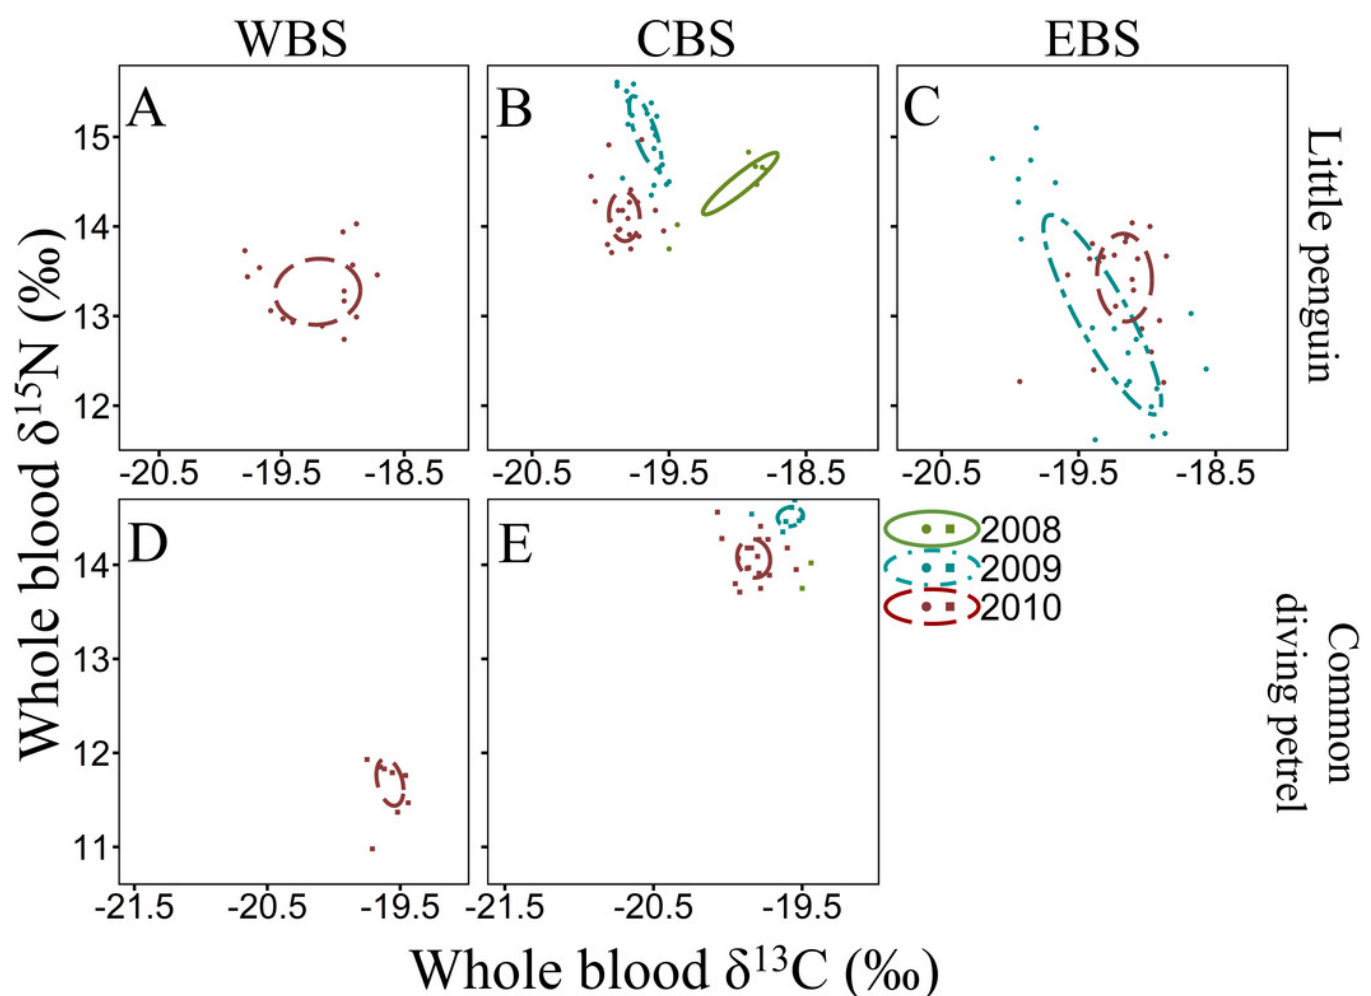 WBS
CBS
EBS
A
B
C
15
14
13
12
-20.5
-19.5
-18.5
-20.5
-19.5
-18.5
-20.5
-19.5
-18.5
Little penguin
D
E
14
13
12
11
2008
2009
2010
Common
diving petrel
-21.5
-20.5
-19.5
-21.5
-20.5
-19.5
Whole blood δ¹⁵N (‰)
Whole blood δ¹³C (‰)